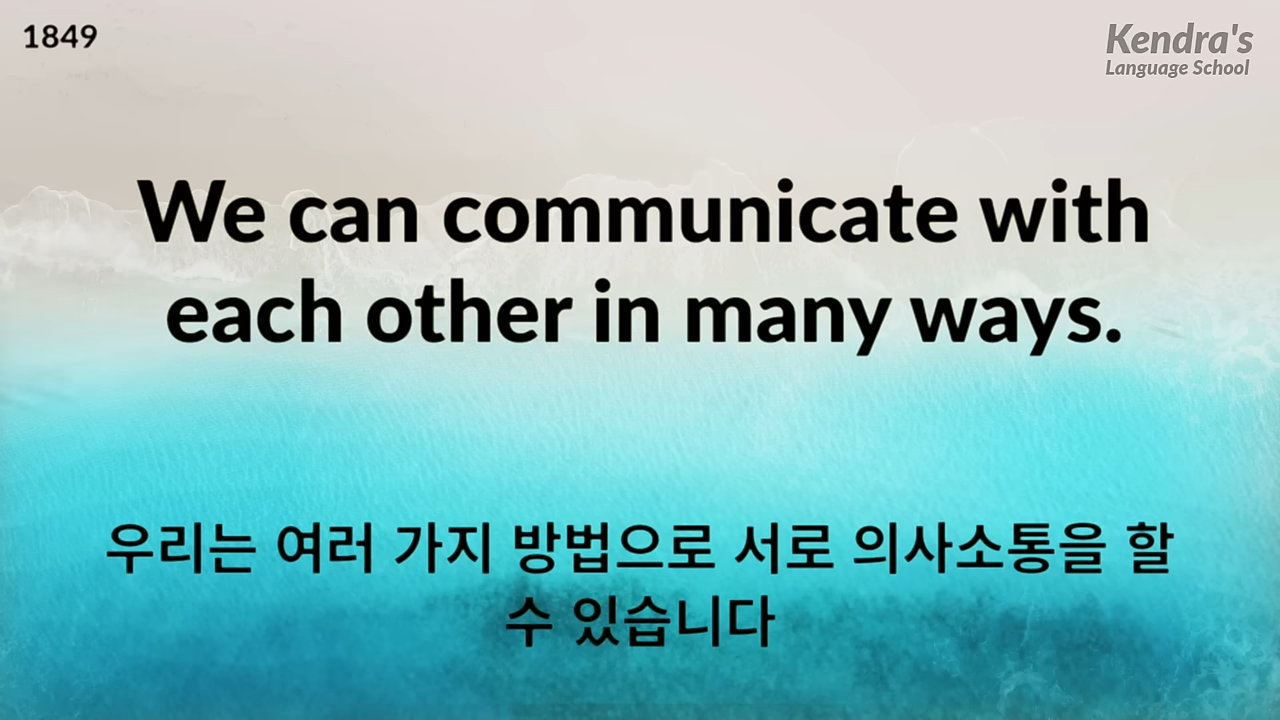 1849
Kendra's
Language School
We can communicate with
each other in many ways.
우리는 여러 가지 방법으로 서로 의사소통을 할
수 있습니다